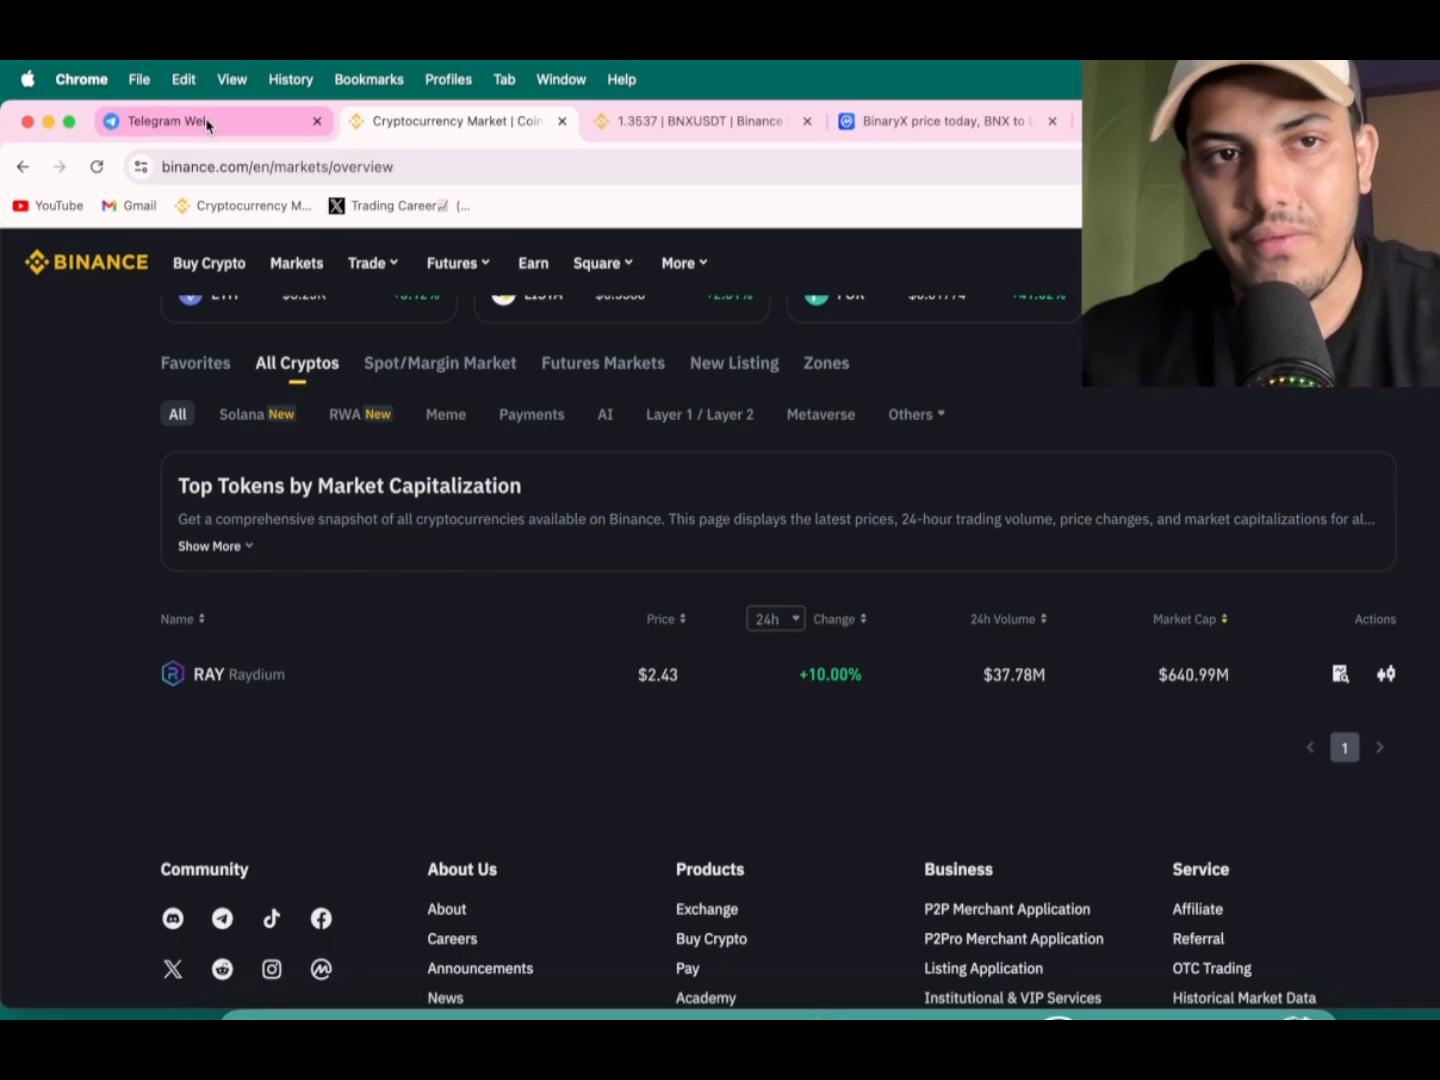 Chrome File Edit View History Bookmarks Profiles Tab Window Help
Telegram We Cryptocurrency Market | Coin 1.3537 | BNXUSDT | Binance BinaryX price today, BNX to
binance.com/en/markets/overview
YouTube Gmail Cryptocurrency M... Trading Career (...
BINANCE Buy Crypto Markets Trade Futures Earn Square More
Favorites All Cryptos Spot/Margin Market Futures Markets New Listing Zones
All Solana New RWA New Meme Payments AI Layer 1 / Layer 2 Metaverse Others
Top Tokens by Market Capitalization
Get a comprehensive snapshot of all cryptocurrencies available on Binance. This page displays the latest prices, 24-hour trading volume, price changes, and market capitalizations for al...
Show More
Name Price 24h Change 24h Volume Market Cap Actions
RAY Raydium $2.43 +10.00% $37.78M $640.99M
1
Community About Us Products Business Service
About Exchange P2P Merchant Application Affiliate
Careers Buy Crypto P2Pro Merchant Application Referral
Announcements Pay Listing Application OTC Trading
News Academy Institutional & VIP Services Historical Market Data